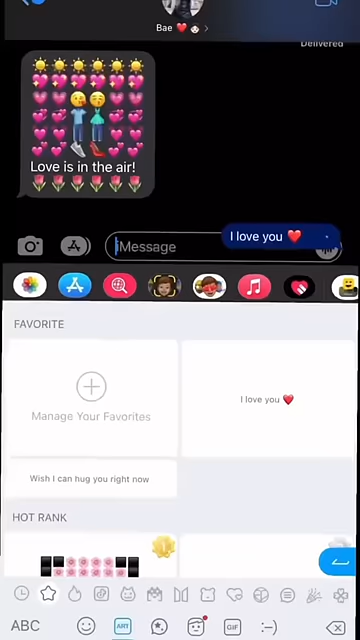 Bae ❤️👩🏻 >
Delivered
Love is in the air!
iMessage
I love you ❤️
FAVORITE
Manage Your Favorites
I love you ❤️
Wish I can hug you right now
HOT RANK
ABC
ART
GIF
:-)